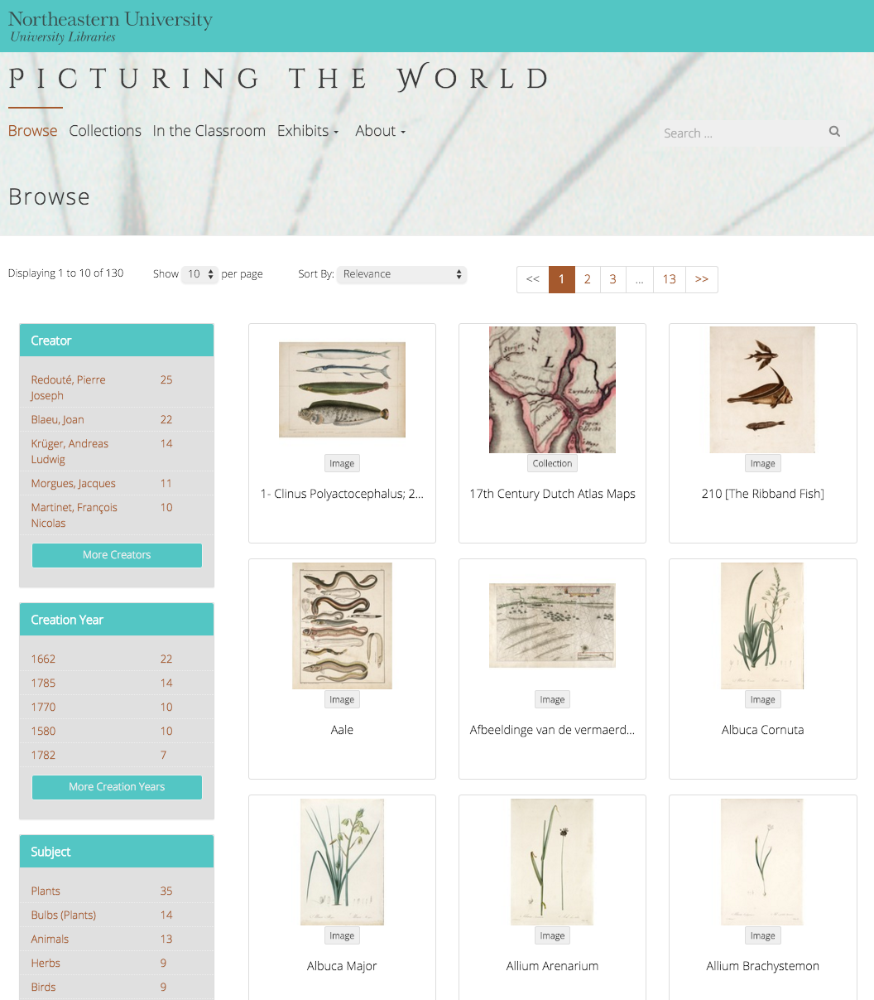 Northeastern University
University Libraries
PICTURING THE WORLD
Browse Collections In the Classroom Exhibits About
Search ...
Browse
Displaying 1 to 10 of 130 Show 10 per page Sort By: Relevance << 1 2 3 ... 13 >>
Creator
Redouté, Pierre Joseph 25
Blaeu, Joan 22
Krüger, Andreas Ludwig 14
Morgues, Jacques 11
Martinet, François Nicolas 10
More Creators
Creation Year
1662 22
1785 14
1770 10
1580 10
1782 7
More Creation Years
Subject
Plants 35
Bulbs (Plants) 14
Animals 13
Herbs 9
Birds 9
Image
1- Clinus Polyactocephalus; 2...
L
Dordrecht
Collection
17th Century Dutch Atlas Maps
Image
210 [The Ribband Fish]
Image
Aale
Image
Afbeeldinge van de vermaerd...
Image
Albuca Cornuta
Image
Albuca Major
Image
Allium Arenarium
Image
Allium Brachystemon